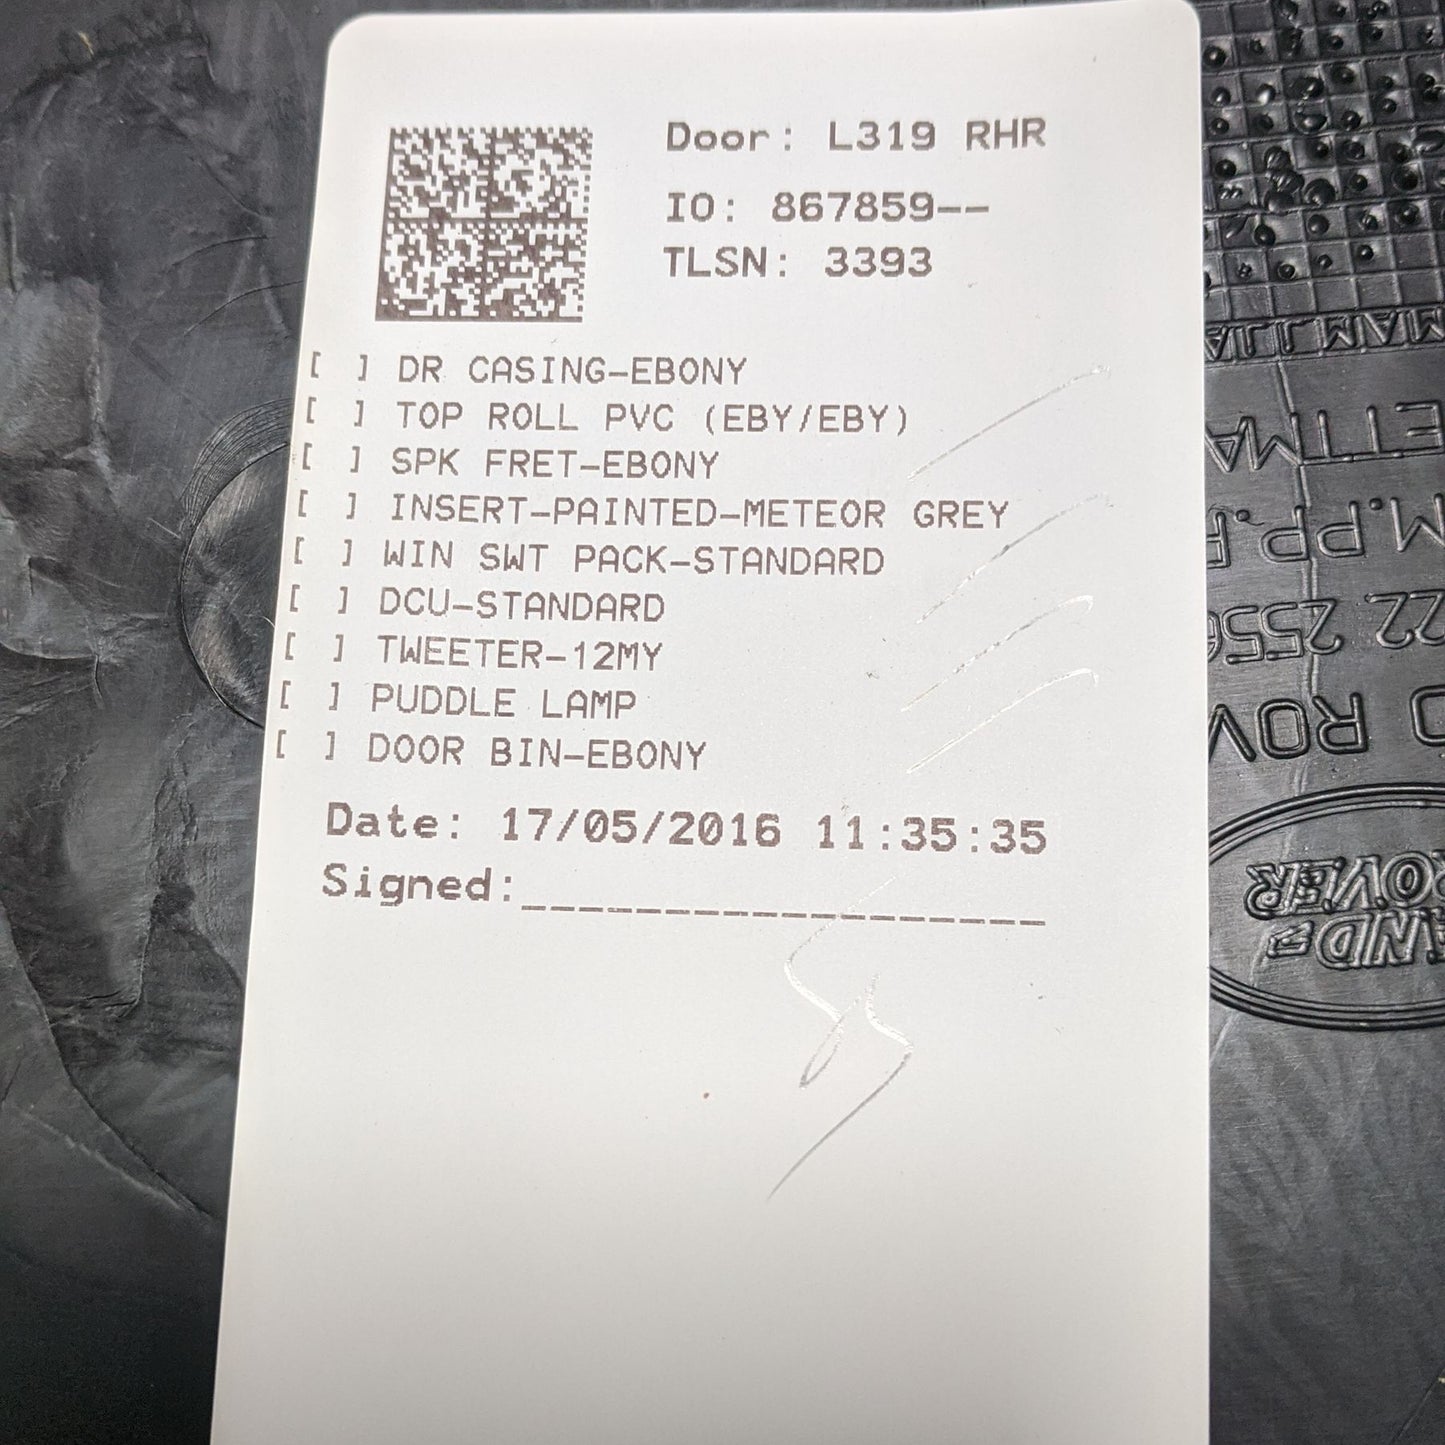 Door: L319 RHR
IO: 867859--
TLSN: 3393
[ ] DR CASING-EBONY
[ ] TOP ROLL PVC (EBY/EBY)
[ ] SPK FRET-EBONY
[ ] INSERT-PAINTED-METEOR GREY
[ ] WIN SWT PACK-STANDARD
[ ] DCU-STANDARD
[ ] TWEETER-12MY
[ ] PUDDLE LAMP
[ ] DOOR BIN-EBONY
Date: 17/05/2016 11:35:35
Signed:__________________
ROVER